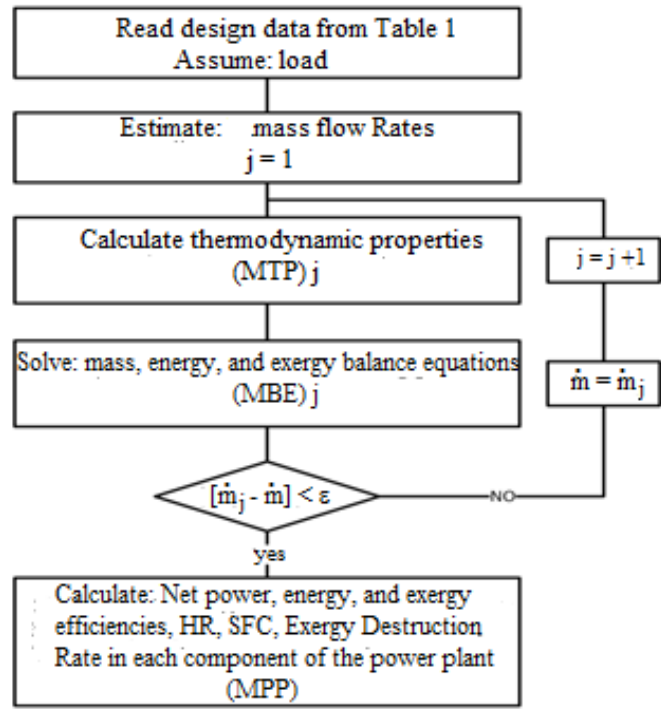 Read design data from Table 1
Assume: load
Estimate: mass flow Rates
j = 1
Calculate thermodynamic properties
(MTP) j
j = j +1
Solve: mass, energy, and exergy balance equations
(MBE) j
ṁ = ṁj
[ṁj - ṁ] < ε
NO
yes
Calculate: Net power, energy, and exergy
efficiencies, HR, SFC, Exergy Destruction
Rate in each component of the power plant
(MPP)